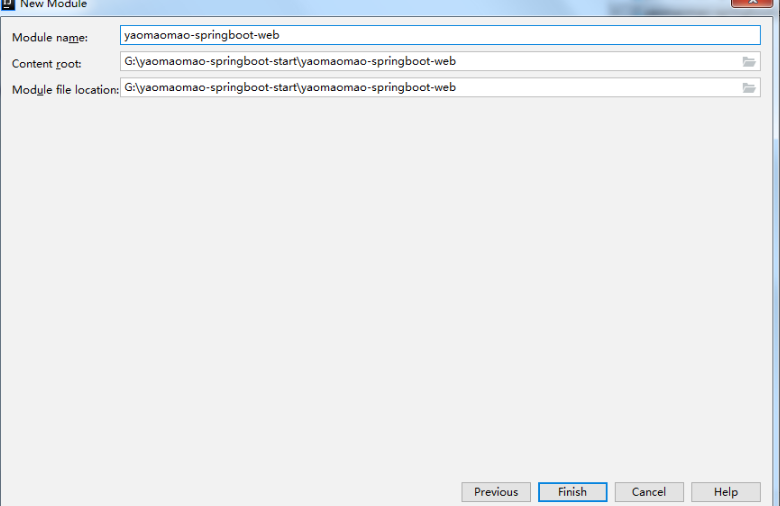 New Module
Module name: yaomaomao-springboot-web
Content root: G:\yaomaomao-springboot-start\yaomaomao-springboot-web
Module file location: G:\yaomaomao-springboot-start\yaomaomao-springboot-web
Previous Finish Cancel Help